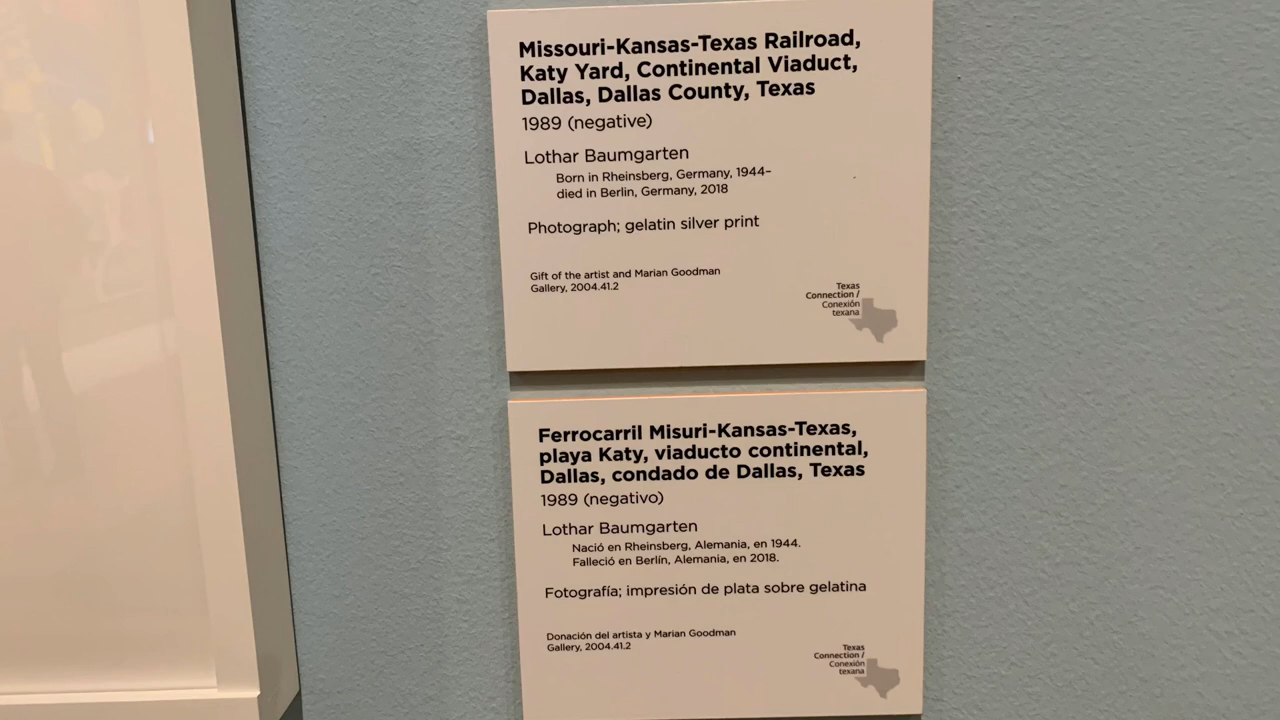 Missouri-Kansas-Texas Railroad,
Katy Yard, Continental Viaduct,
Dallas, Dallas County, Texas
1989 (negative)
Lothar Baumgarten
Born in Rheinsberg, Germany, 1944–
died in Berlin, Germany, 2018
Photograph; gelatin silver print
Gift of the artist and Marian Goodman
Gallery, 2004.41.2
Texas
Connection /
Conexión
texana
Ferrocarril Misuri-Kansas-Texas,
playa Katy, viaducto continental,
Dallas, condado de Dallas, Texas
1989 (negativo)
Lothar Baumgarten
Nació en Rheinsberg, Alemania, en 1944.
Falleció en Berlín, Alemania, en 2018.
Fotografía; impresión de plata sobre gelatina
Donación del artista y Marian Goodman
Gallery, 2004.41.2
Texas
Connection /
Conexión
texana